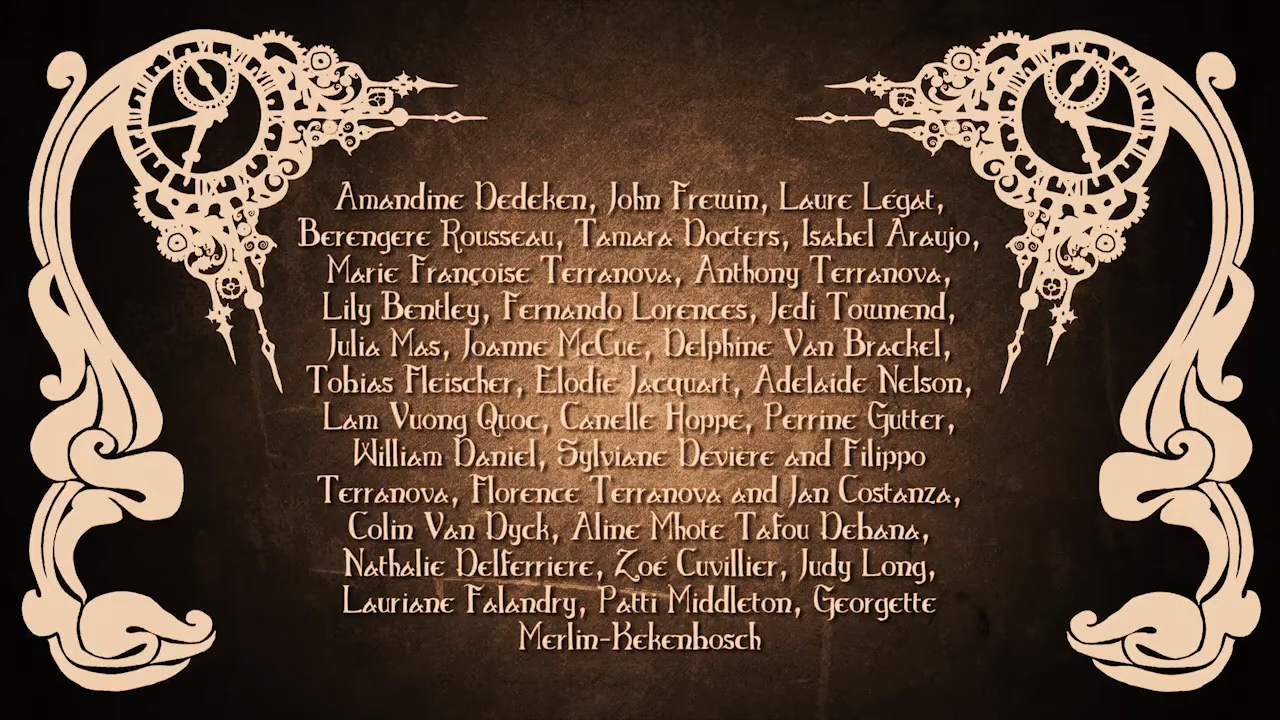 Amandine Dedeken, John Frewin, Laure Légat,
Berengere Rousseau, Tamara Docters, Isabel Araujo,
Marie Françoise Terranova, Anthony Terranova,
Lily Bentley, Fernando Lorences, Jedi Townend,
Julia Mas, Joanne McCue, Delphine Van Brackel,
Tobias Fleischer, Elodie Jacquart, Adelaide Nelson,
Lam Vuong Quoc, Canelle Hoppe, Perrine Gutter,
William Daniel, Sylviane Deviere and Filippo
Terranova, Florence Terranova and Jan Costanza,
Colin Van Dyck, Aline Mhote Tafou Debana,
Nathalie Delferriere, Zoé Cuvillier, Judy Long,
Lauriane Falandry, Patti Middleton, Georgette
Merlin-Kekenbosch